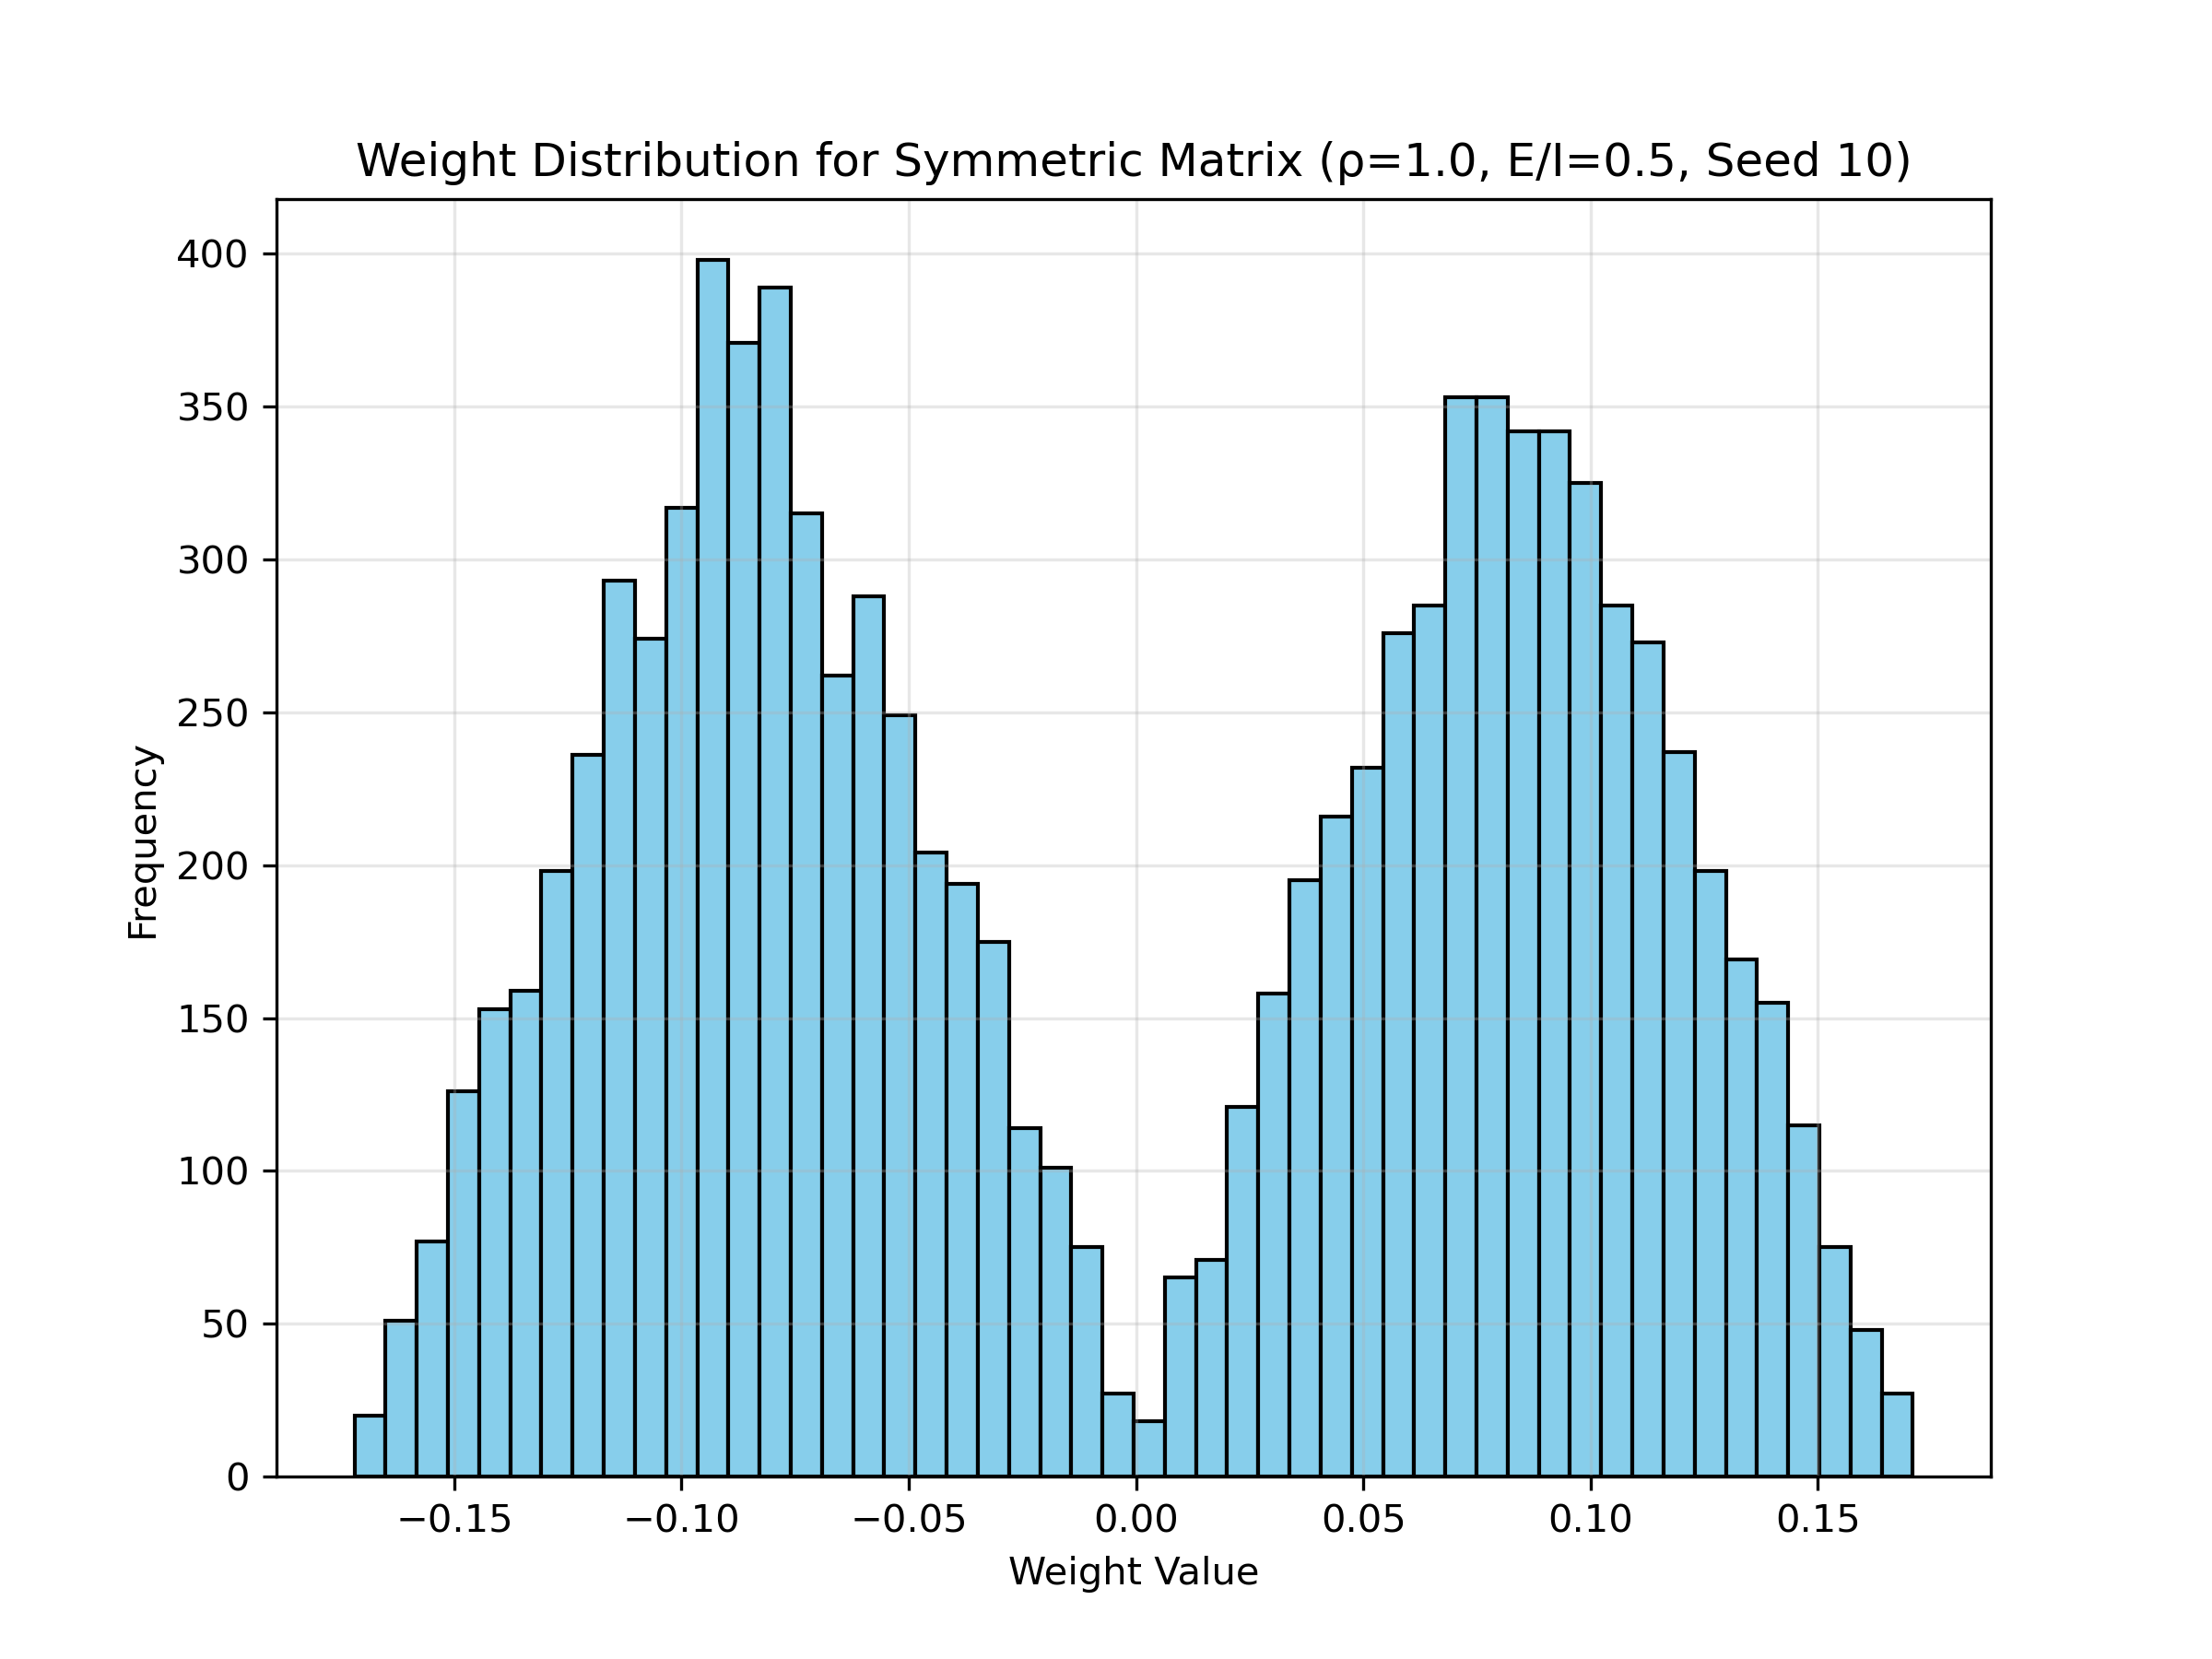 Weight Distribution for Symmetric Matrix (ρ=1.0, E/I=0.5, Seed 10)
400
350
300
250
200
150
100
50
0
Frequency
−0.15 −0.10 −0.05 0.00 0.05 0.10 0.15
Weight Value